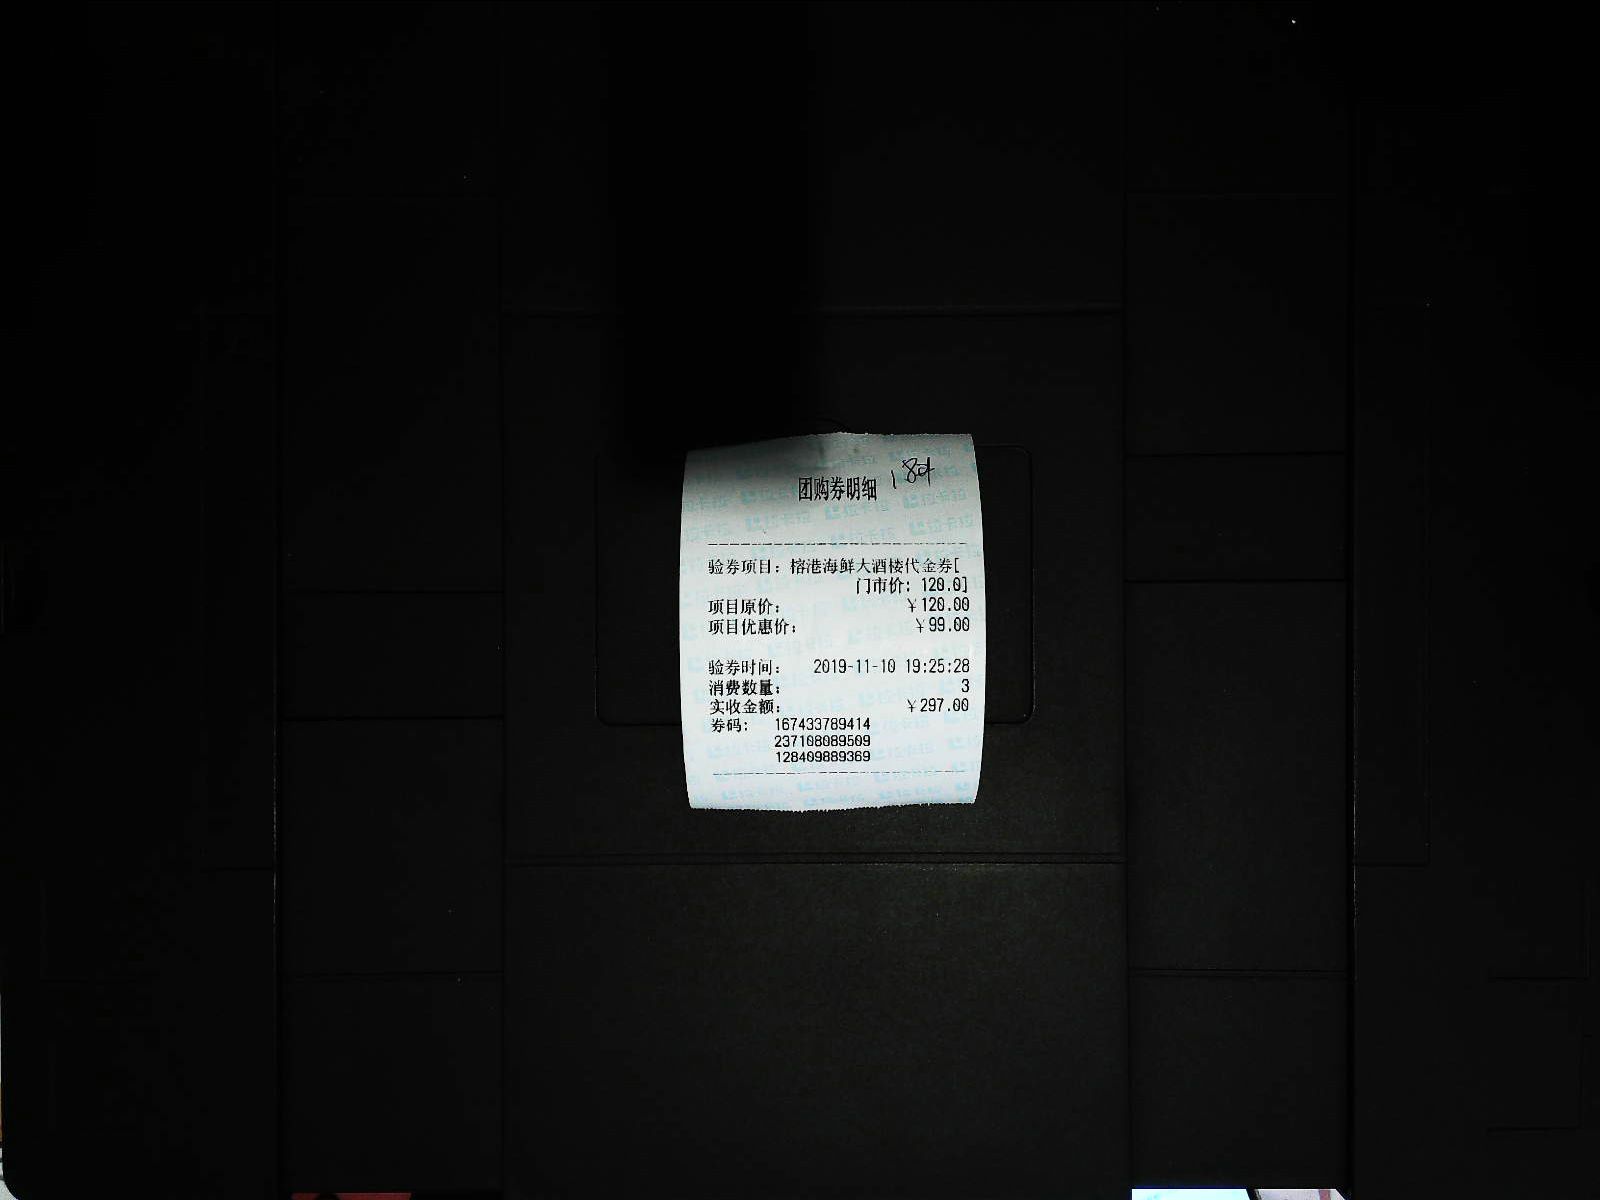 团购券明细
验券项目：榕港海鲜大酒楼代金券[
门市价：120.0]
项目原价： ￥120.00
项目优惠价： ￥99.00
验券时间： 2019-11-10 19:25:28
消费数量： 3
实收金额： ￥297.00
券码： 167433789414
237108089509
128409889369